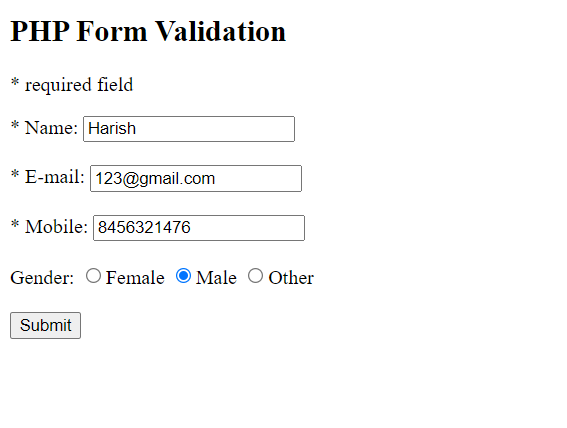 PHP Form Validation
* required field
* Name: Harish
* E-mail: 123@gmail.com
* Mobile: 8456321476
Gender: Female Male Other
Submit